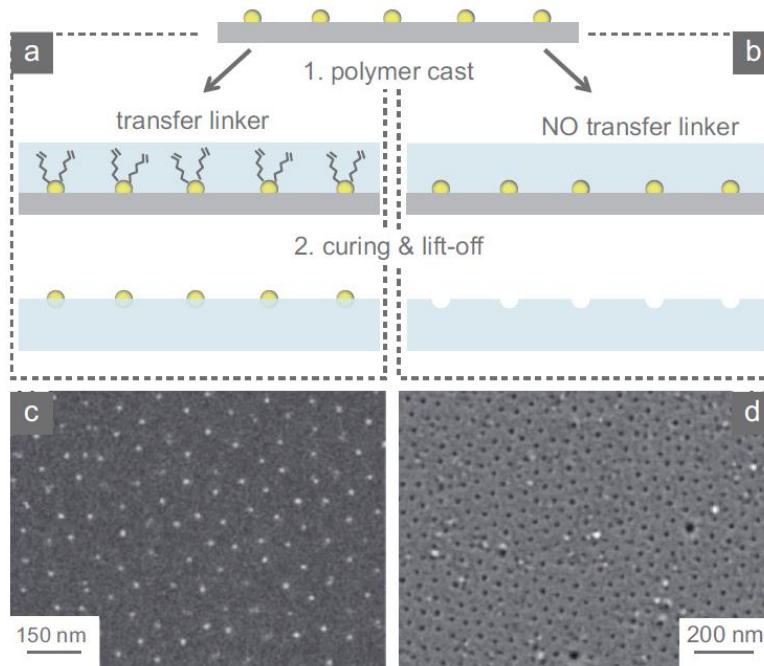 a
b
1. polymer cast
transfer linker
NO transfer linker
2. curing & lift-off
c
d
150 nm
200 nm